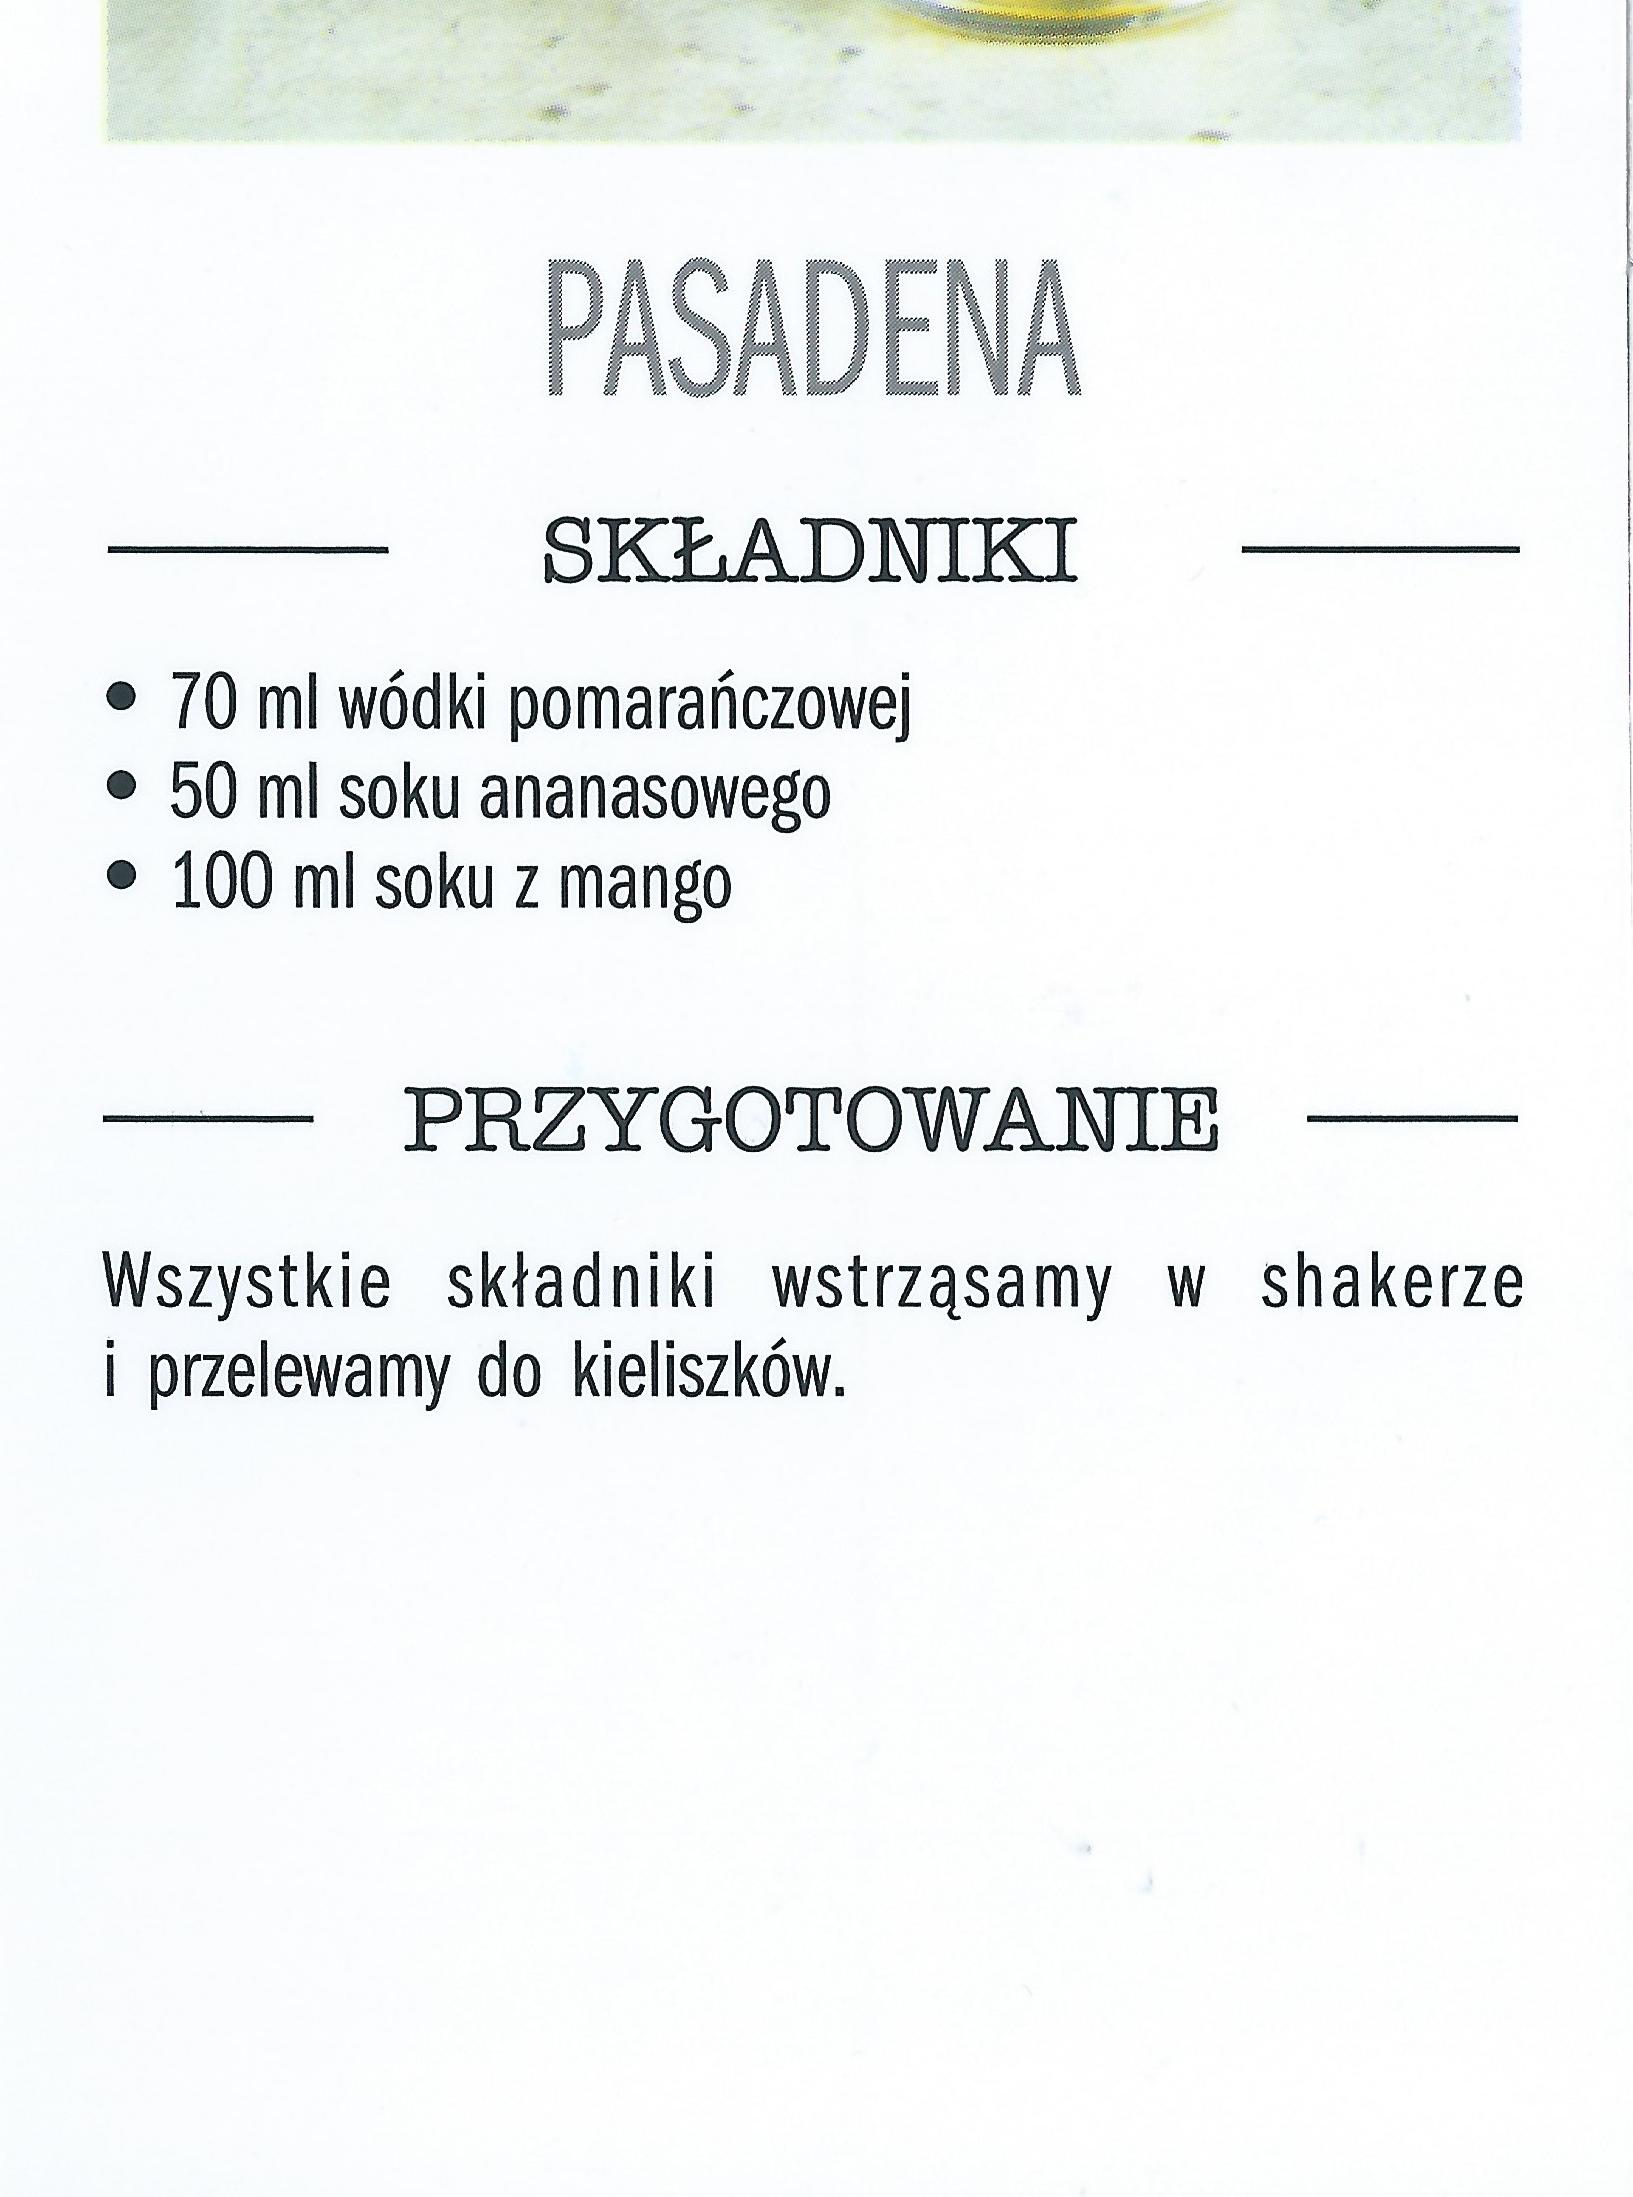 PASADENA
SKŁADNIKI
• 70 ml wódki pomarańczowej
• 50 ml soku ananasowego
• 100 ml soku z mango
PRZYGOTOWANIE
Wszystkie składniki wstrząsamy w shakerze
i przelewamy do kieliszków.